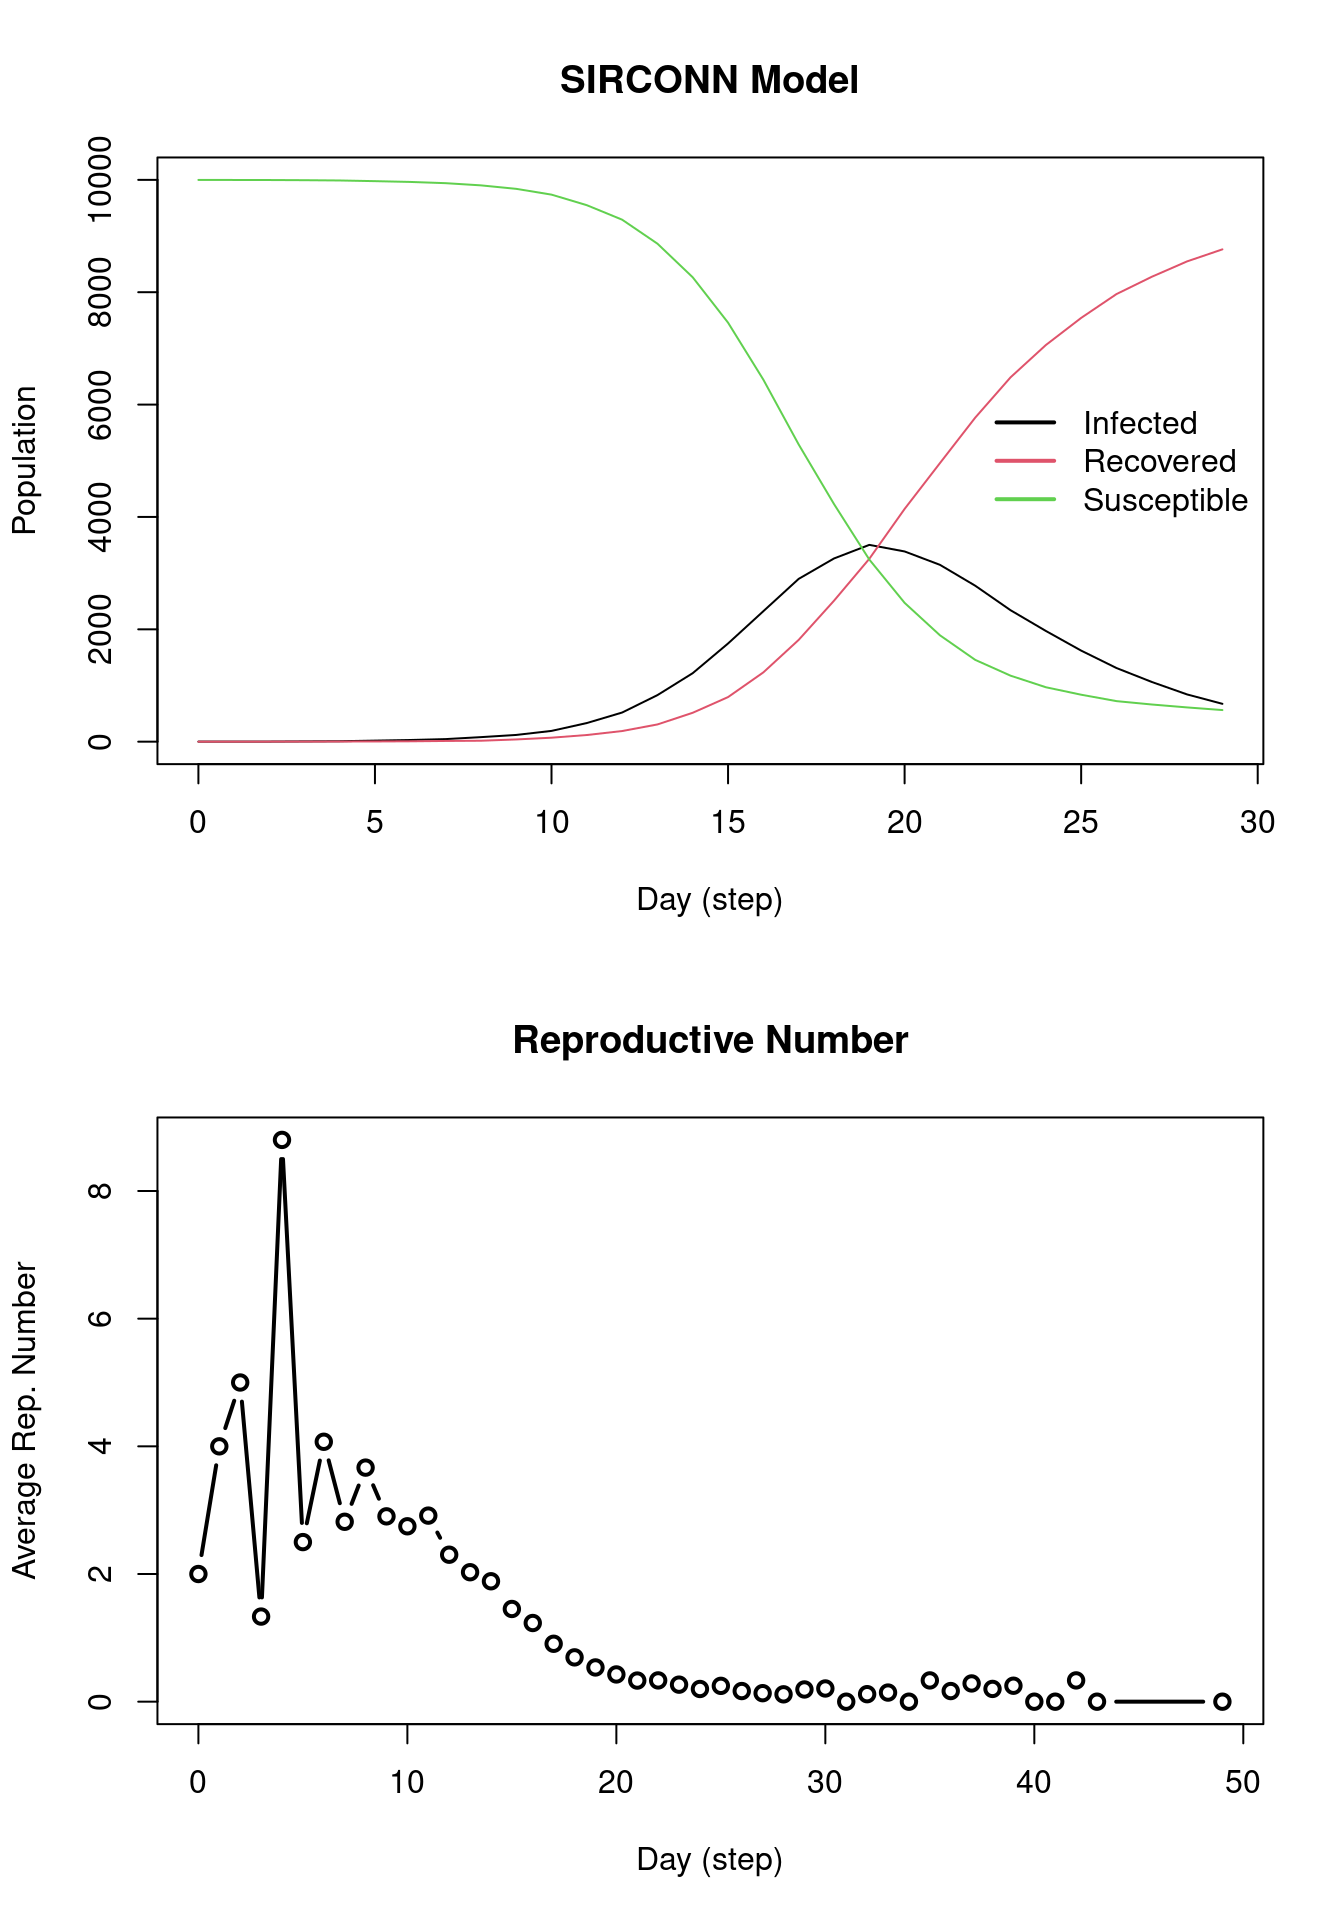 SIRCONN Model
Population
10000
8000
6000
4000
2000
0
Infected
Recovered
Susceptible
0 5 10 15 20 25 30
Day (step)
Reproductive Number
Average Rep. Number
8
6
4
2
0
0 10 20 30 40 50
Day (step)